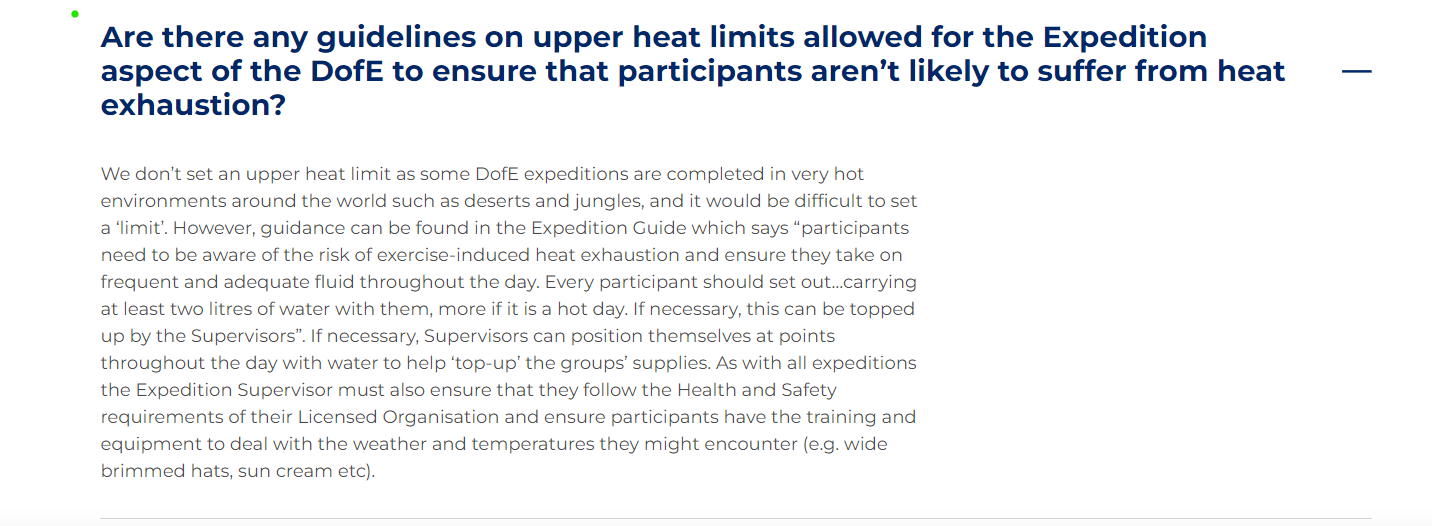 Are there any guidelines on upper heat limits allowed for the Expedition
aspect of the DofE to ensure that participants aren’t likely to suffer from heat
exhaustion?
We don’t set an upper heat limit as some DofE expeditions are completed in very hot
environments around the world such as deserts and jungles, and it would be difficult to set
a ‘limit’. However, guidance can be found in the Expedition Guide which says “participants
need to be aware of the risk of exercise-induced heat exhaustion and ensure they take on
frequent and adequate fluid throughout the day. Every participant should set out…carrying
at least two litres of water with them, more if it is a hot day. If necessary, this can be topped
up by the Supervisors”. If necessary, Supervisors can position themselves at points
throughout the day with water to help ‘top-up’ the groups’ supplies. As with all expeditions
the Expedition Supervisor must also ensure that they follow the Health and Safety
requirements of their Licensed Organisation and ensure participants have the training and
equipment to deal with the weather and temperatures they might encounter (e.g. wide
brimmed hats, sun cream etc).